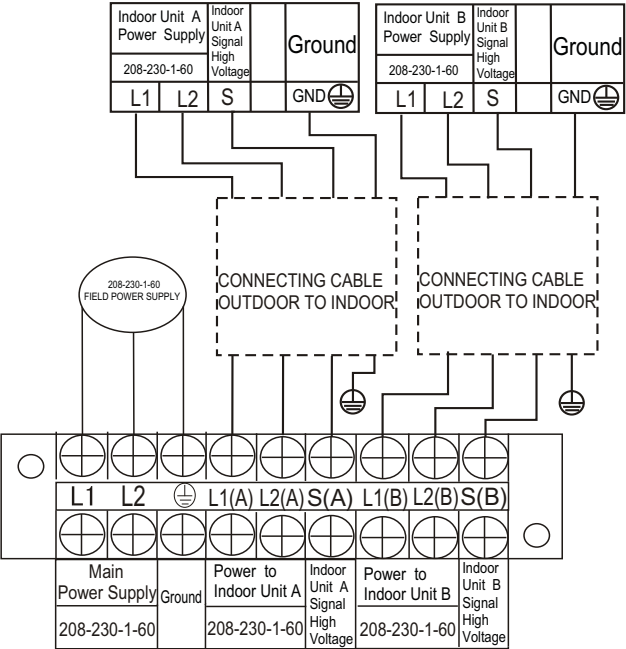 Indoor Unit A
Power Supply
208-230-1-60
Indoor
Unit A
Signal
High
Voltage
Ground
L1
L2
S
GND
Indoor Unit B
Power Supply
208-230-1-60
Indoor
Unit B
Signal
High
Voltage
Ground
L1
L2
S
GND
208-230-1-60
FIELD POWER SUPPLY
CONNECTING CABLE
OUTDOOR TO INDOOR
CONNECTING CABLE
OUTDOOR TO INDOOR
L1 L2 L1(A) L2(A) S(A) L1(B) L2(B) S(B)
Main
Power Supply
208-230-1-60
Ground
Power to
Indoor Unit A
208-230-1-60
Indoor
Unit A
Signal
High
Voltage
Power to
Indoor Unit B
208-230-1-60
Indoor
Unit B
Signal
High
Voltage